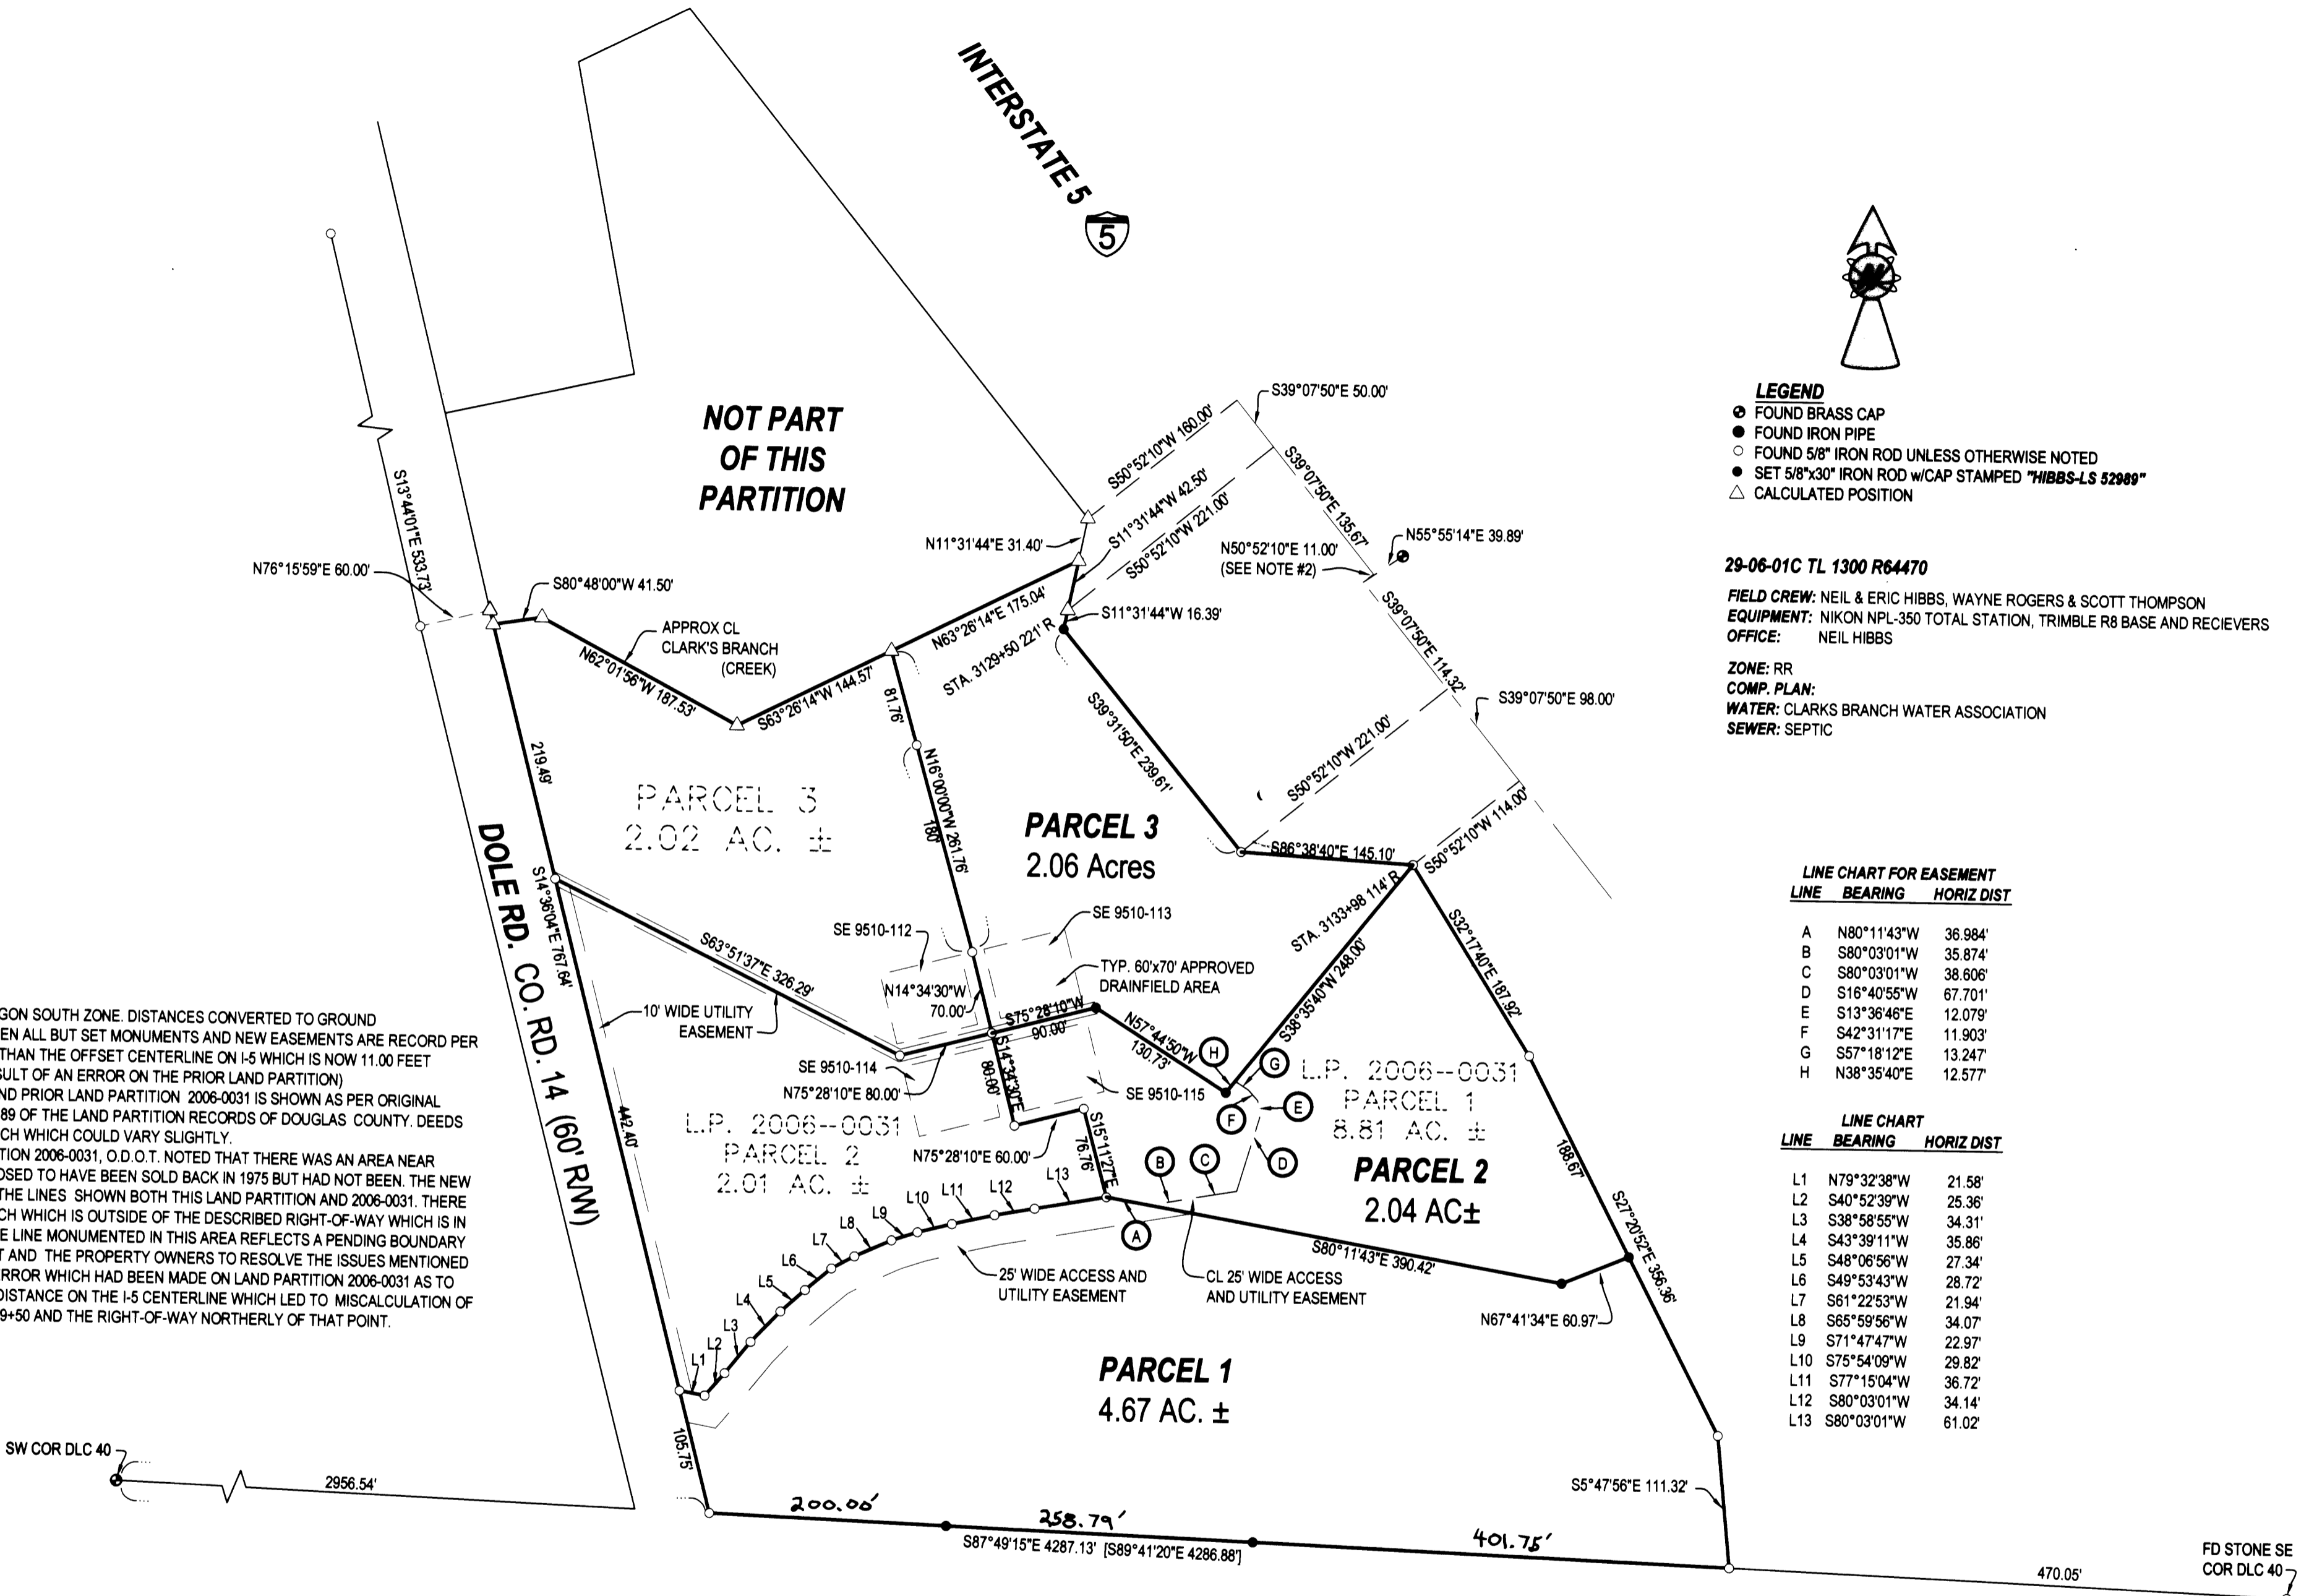 INTERSTATE 5
5
NOT PART
OF THIS
PARTITION
S39°07'50"E 50.00'
S50°52'10"W 160.00'
S39°07'50"E 135.67'
S11°31'44"W 42.50'
S50°52'10"W 221.00'
N11°31'44"E 31.40'
N50°52'10"E 11.00'
(SEE NOTE #2)
N55°55'14"E 39.89'
S13°44'01"E 533.73'
N76°15'59"E 60.00'
S80°48'00"W 41.50'
APPROX CL
CLARK'S BRANCH
(CREEK)
N62°01'56"W 187.53'
S63°26'14"W 144.57'
N63°26'14"E 175.04'
STA. 3129+50 221' R
S11°31'44"W 16.39'
S39°07'50"E 114.32'
S39°07'50"E 98.00'
S39°31'50"E 239.61'
S50°52'10"W 221.00'
S50°52'10"W 114.00'
S86°38'40"E 145.10'
STA. 3133+98 114' R
81.76'
N16°00'00"W 261.76'
180'
219.49'
PARCEL 3
2.02 AC. ±
PARCEL 3
2.06 Acres
DOLE RD. CO. RD. 14 (60' R/W)
S14°36'04"E 767.64'
442.40'
S63°51'37"E 326.29'
10' WIDE UTILITY
EASEMENT
SE 9510-112
SE 9510-113
TYP. 60'x70' APPROVED
DRAINFIELD AREA
N14°34'30"W
70.00'
S75°28'10"W
90.00'
N57°44'50"W
130.73'
S38°35'40"W 248.00'
S32°17'40"E 187.92'
SE 9510-114
N75°28'10"E 80.00'
S14°34'30"E
80.00'
SE 9510-115
H
G
F
E
D
B
C
A
L.P. 2006--0031
PARCEL 1
8.81 AC. ±
L.P. 2006--0031
PARCEL 2
2.01 AC. ±
N75°28'10"E 60.00'
S15°11'27"E
76.76'
PARCEL 2
2.04 AC±
188.67'
S27°20'52"E 356.36'
S80°11'43"E 390.42'
N67°41'34"E 60.97'
L13
L12
L11
L10
L9
L8
L7
L6
L5
L4
L3
L2
L1
25' WIDE ACCESS AND
UTILITY EASEMENT
CL 25' WIDE ACCESS
AND UTILITY EASEMENT
PARCEL 1
4.67 AC. ±
105.75'
S5°47'56"E 111.32'
SW COR DLC 40
2956.54'
200.00'
258.79'
401.75'
S87°49'15"E 4287.13' [S89°41'20"E 4286.88']
470.05'
FD STONE SE
COR DLC 40
GON SOUTH ZONE. DISTANCES CONVERTED TO GROUND
EN ALL BUT SET MONUMENTS AND NEW EASEMENTS ARE RECORD PER
THAN THE OFFSET CENTERLINE ON I-5 WHICH IS NOW 11.00 FEET
SULT OF AN ERROR ON THE PRIOR LAND PARTITION)
ND PRIOR LAND PARTITION 2006-0031 IS SHOWN AS PER ORIGINAL
89 OF THE LAND PARTITION RECORDS OF DOUGLAS COUNTY. DEEDS
CH WHICH COULD VARY SLIGHTLY.
TION 2006-0031, O.D.O.T. NOTED THAT THERE WAS AN AREA NEAR
OSED TO HAVE BEEN SOLD BACK IN 1975 BUT HAD NOT BEEN. THE NEW
THE LINES SHOWN BOTH THIS LAND PARTITION AND 2006-0031. THERE
CH WHICH IS OUTSIDE OF THE DESCRIBED RIGHT-OF-WAY WHICH IS IN
E LINE MONUMENTED IN THIS AREA REFLECTS A PENDING BOUNDARY
T AND THE PROPERTY OWNERS TO RESOLVE THE ISSUES MENTIONED
ERROR WHICH HAD BEEN MADE ON LAND PARTITION 2006-0031 AS TO
DISTANCE ON THE I-5 CENTERLINE WHICH LED TO MISCALCULATION OF
9+50 AND THE RIGHT-OF-WAY NORTHERLY OF THAT POINT.
LEGEND
FOUND BRASS CAP
FOUND IRON PIPE
FOUND 5/8" IRON ROD UNLESS OTHERWISE NOTED
SET 5/8"x30" IRON ROD w/CAP STAMPED "HIBBS-LS 52989"
CALCULATED POSITION
29-06-01C TL 1300 R64470
FIELD CREW: NEIL & ERIC HIBBS, WAYNE ROGERS & SCOTT THOMPSON
EQUIPMENT: NIKON NPL-350 TOTAL STATION, TRIMBLE R8 BASE AND RECIEVERS
OFFICE: NEIL HIBBS
ZONE: RR
COMP. PLAN:
WATER: CLARKS BRANCH WATER ASSOCIATION
SEWER: SEPTIC
LINE CHART FOR EASEMENT
LINE BEARING HORIZ DIST
A N80°11'43"W 36.984'
B S80°03'01"W 35.874'
C S80°03'01"W 38.606'
D S16°40'55"W 67.701'
E S13°36'46"E 12.079'
F S42°31'17"E 11.903'
G S57°18'12"E 13.247'
H N38°35'40"E 12.577'
LINE CHART
LINE BEARING HORIZ DIST
L1 N79°32'38"W 21.58'
L2 S40°52'39"W 25.36'
L3 S38°58'55"W 34.31'
L4 S43°39'11"W 35.86'
L5 S48°06'56"W 27.34'
L6 S49°53'43"W 28.72'
L7 S61°22'53"W 21.94'
L8 S65°59'56"W 34.07'
L9 S71°47'47"W 22.97'
L10 S75°54'09"W 29.82'
L11 S77°15'04"W 36.72'
L12 S80°03'01"W 34.14'
L13 S80°03'01"W 61.02'